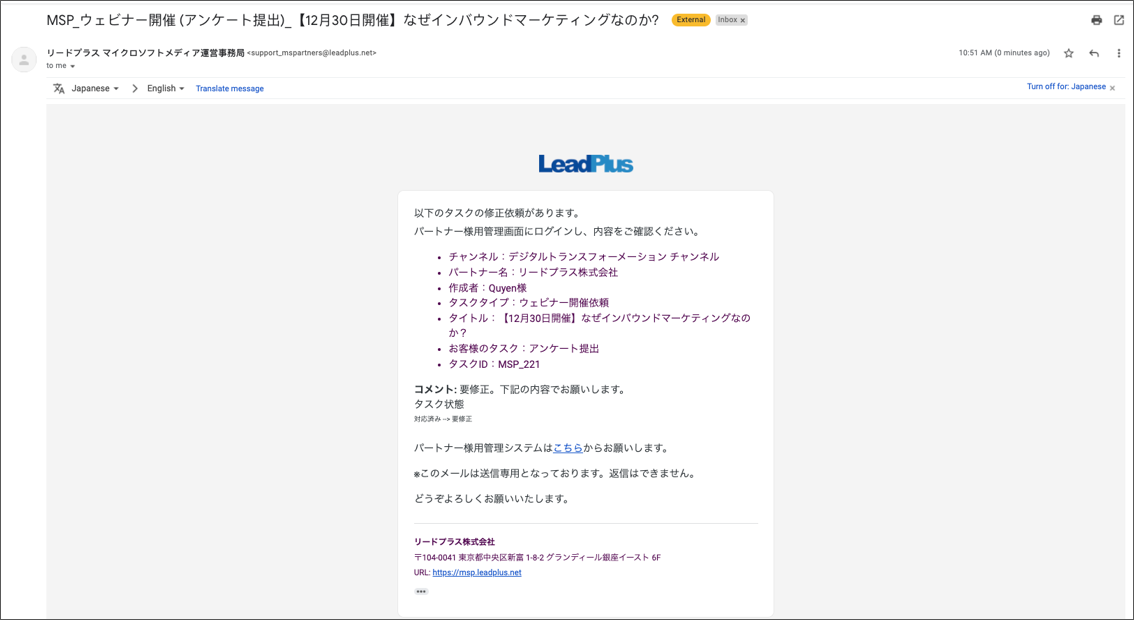 MSP_ウェビナー開催 (アンケート提出)_【12月30日開催】なぜインバウンドマーケティングなのか?
External
Inbox ×
リードプラス マイクロソフトメディア運営事務局 <support_mspartners@leadplus.net>
10:51 AM (0 minutes ago)
to me
Japanese
English
Translate message
Turn off for: Japanese ×
LeadPlus
以下のタスクの修正依頼があります。
パートナー様用管理画面にログインし、内容をご確認ください。
• チャンネル：デジタルトランスフォーメーション チャンネル
• パートナー名：リードプラス株式会社
• 作成者：Quyen様
• タスクタイプ：ウェビナー開催依頼
• タイトル：【12月30日開催】なぜインバウンドマーケティングなの
か？
• お客様のタスク：アンケート提出
• タスクID：MSP_221
コメント: 要修正。下記の内容でお願いします。
タスク状態
対応済み --> 要修正
パートナー様用管理システムはこちらからお願いします。
※このメールは送信専用となっております。返信はできません。
どうぞよろしくお願いいたします。
リードプラス株式会社
〒104-0041 東京都中央区新富 1-8-2 グランディール銀座イースト 6F
URL: https://msp.leadplus.net